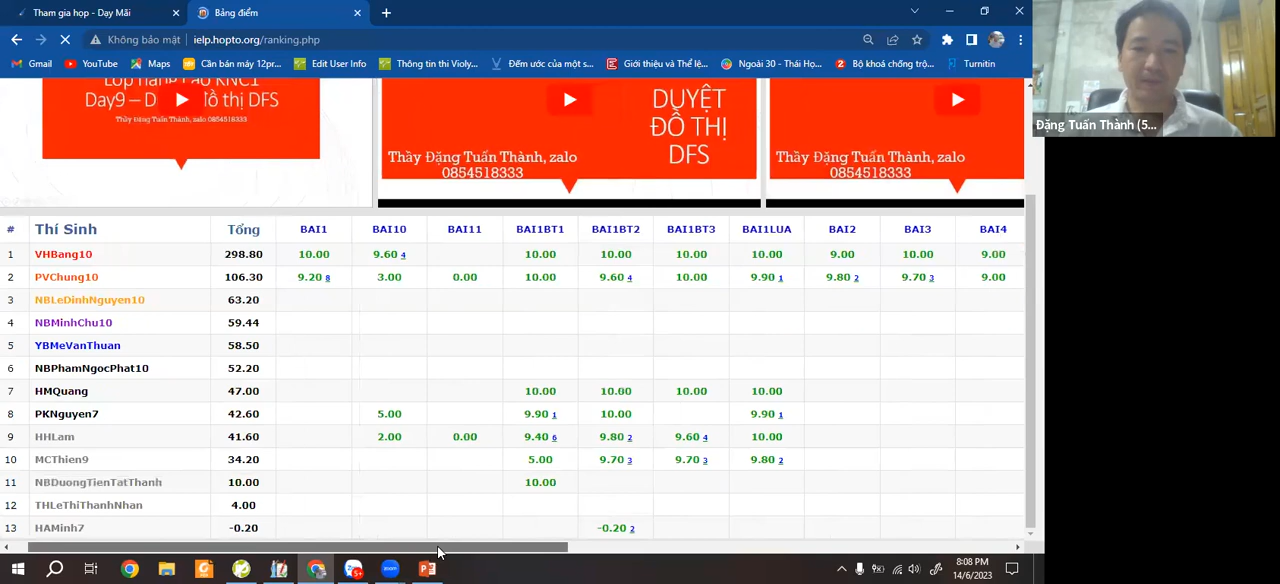 Tham gia họp - Dạy Mãi
Bảng điểm
Không bảo mật
ielp.hopto.org/ranking.php
Gmail YouTube Maps Cần bán máy 12pr... Edit User Info Thông tin thi Violy... Đếm ước của một s... Giới thiệu và Thể lệ... Ngoài 30 - Thái Họ... Bộ khoá chống trộ... Turnitin
Đặng Tuấn Thành (5...
Lớp nâng cao KNC1
Thầy Đặng Tuấn Thành, zalo 0854518333
Thầy Đặng Tuấn Thành, zalo
0854518333
DUYỆT
ĐỒ THỊ
DFS
Thầy Đặng Tuấn Thành, zalo
0854518333
# Thí Sinh Tổng BAI1 BAI10 BAI11 BAI1BT1 BAI1BT2 BAI1BT3 BAI1LUA BAI2 BAI3 BAI4
1 VHBang10 298.80 10.00 9.60 4 10.00 10.00 10.00 10.00 9.00 10.00 9.00
2 PVChung10 106.30 9.20 8 3.00 0.00 10.00 9.60 4 10.00 9.90 1 9.80 2 9.70 3 9.00
3 NBLeDinhNguyen10 63.20
4 NBMinhChu10 59.44
5 YBMeVanThuan 58.50
6 NBPhamNgocPhat10 52.20
7 HMQuang 47.00 10.00 10.00 10.00 10.00
8 PKNguyen7 42.60 5.00 9.90 1 10.00 9.90 1
9 HHLam 41.60 2.00 0.00 9.40 6 9.80 2 9.60 4 10.00
10 MCThien9 34.20 5.00 9.70 3 9.70 3 9.80 2
11 NBDuongTienTatThanh 10.00 10.00
12 THLeThiThanhNhan 4.00
13 HAMinh7 -0.20 -0.20 2
8:08 PM
14/6/2023